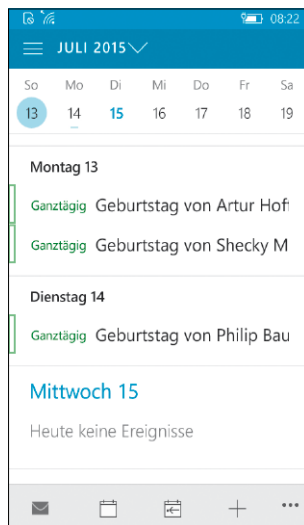 08:22
JULI 2015
So Mo Di Mi Do Fr Sa
13 14 15 16 17 18 19
Montag 13
Ganztägig Geburtstag von Artur Hoff
Ganztägig Geburtstag von Shecky M
Dienstag 14
Ganztägig Geburtstag von Philip Bau
Mittwoch 15
Heute keine Ereignisse